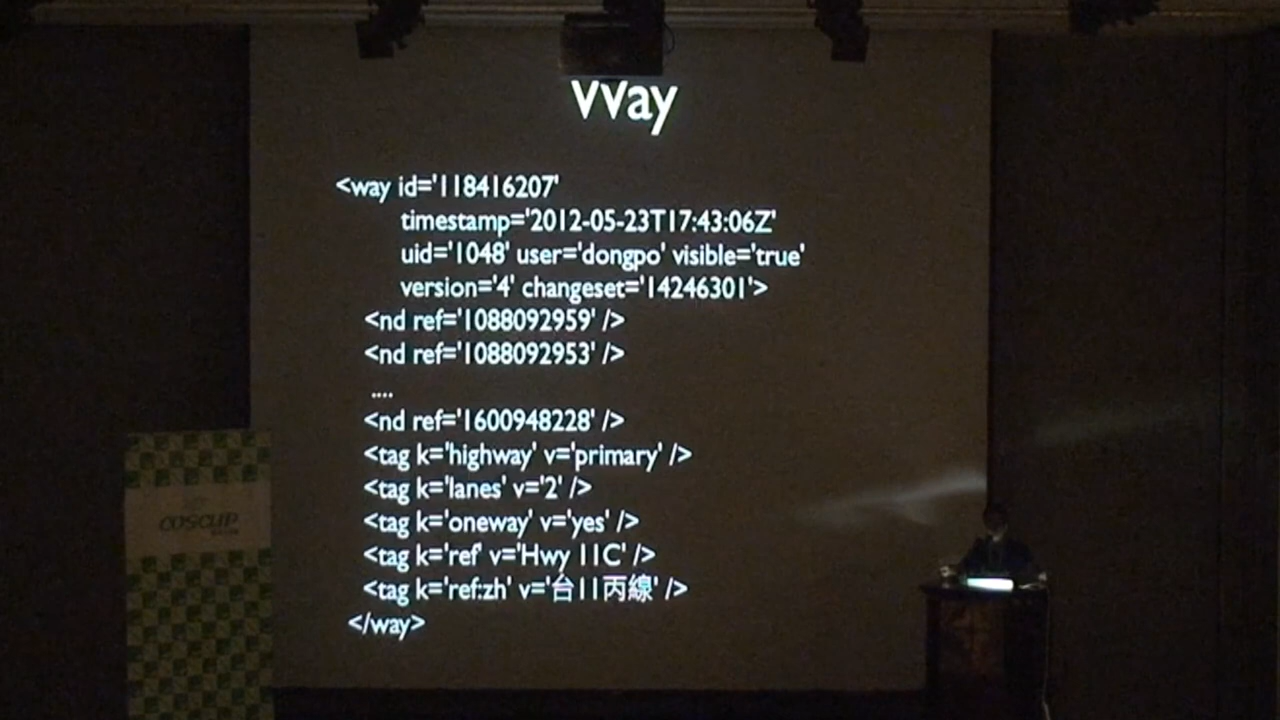 Way
<way id='118416207'
timestamp='2012-05-23T17:43:06Z'
uid='1048' user='dongpo' visible='true'
version='4' changeset='14246301'>
<nd ref='1088092959' />
<nd ref='1088092953' />
....
<nd ref='1600948228' />
<tag k='highway' v='primary' />
<tag k='lanes' v='2' />
<tag k='oneway' v='yes' />
<tag k='ref' v='Hwy 11C' />
<tag k='ref:zh' v='台11丙線' />
</way>
COSCUP